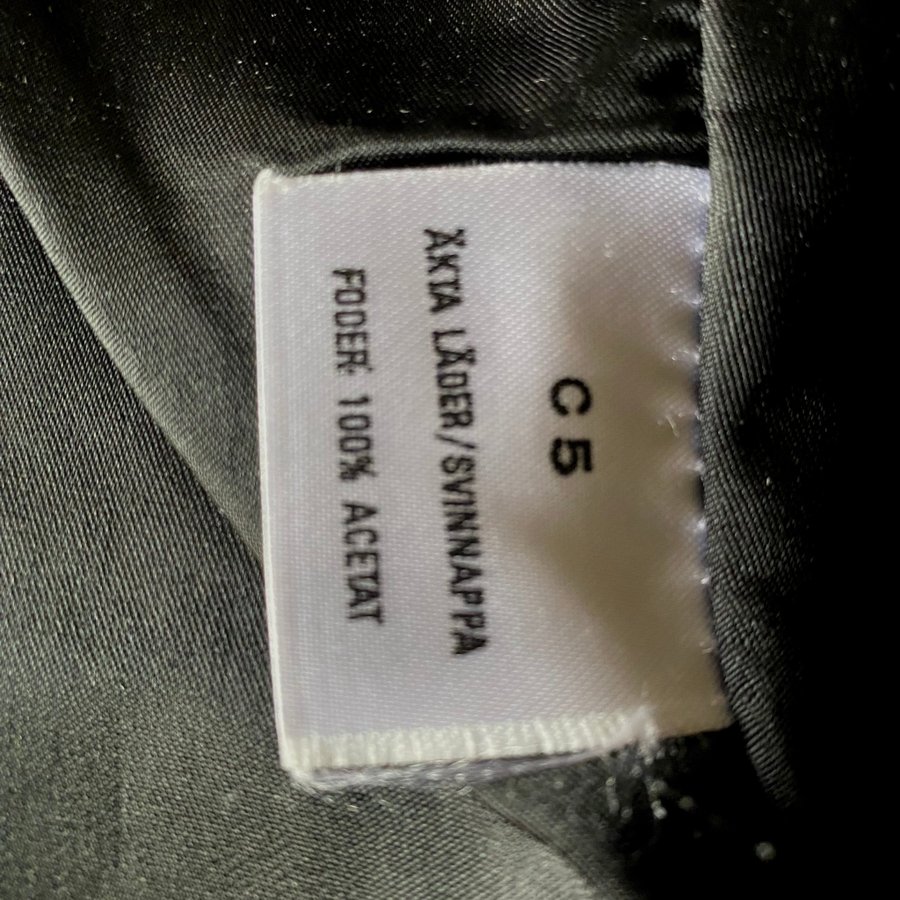 C 5
ÄKTA LÄDER/SVINNAPPA
FODER: 100% ACETAT